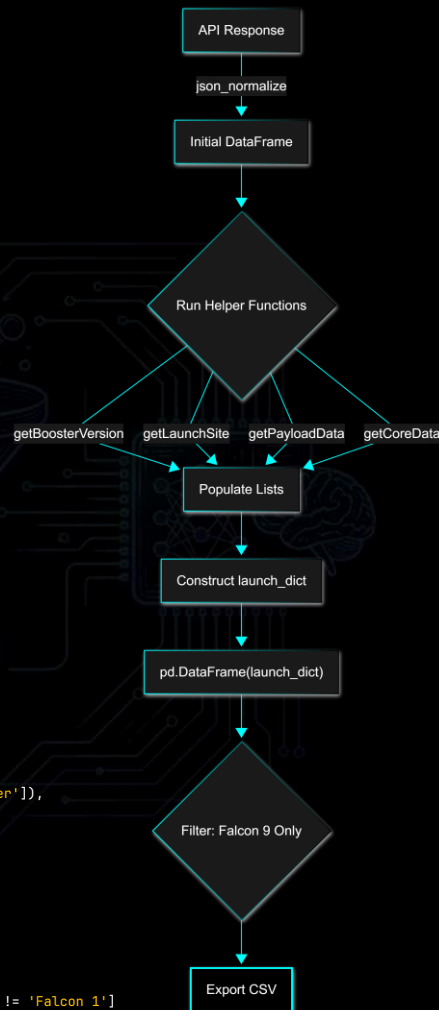 API Response
json_normalize
Initial DataFrame
Run Helper Functions
getBoosterVersion getLaunchSite getPayloadData getCoreData
Populate Lists
Construct launch_dict
pd.DataFrame(launch_dict)
er']),
Filter: Falcon 9 Only
Export CSV
!= 'Falcon 1']